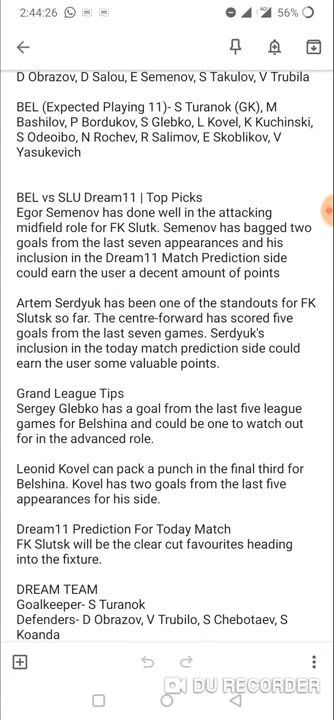 2:44:26
4G
56%
D Obrazov, D Salou, E Semenov, S Takulov, V Trubila
BEL (Expected Playing 11)- S Turanok (GK), M
Bashilov, P Bordukov, S Glebko, L Kovel, K Kuchinski,
S Odeoibo, N Rochev, R Salimov, E Skoblikov, V
Yasukevich
BEL vs SLU Dream11 | Top Picks
Egor Semenov has done well in the attacking
midfield role for FK Slutk. Semenov has bagged two
goals from the last seven appearances and his
inclusion in the Dream11 Match Prediction side
could earn the user a decent amount of points
Artem Serdyuk has been one of the standouts for FK
Slutsk so far. The centre-forward has scored five
goals from the last seven games. Serdyuk's
inclusion in the today match prediction side could
earn the user some valuable points.
Grand League Tips
Sergey Glebko has a goal from the last five league
games for Belshina and could be one to watch out
for in the advanced role.
Leonid Kovel can pack a punch in the final third for
Belshina. Kovel has two goals from the last five
appearances for his side.
Dream11 Prediction For Today Match
FK Slutsk will be the clear cut favourites heading
into the fixture.
DREAM TEAM
Goalkeeper- S Turanok
Defenders- D Obrazov, V Trubilo, S Chebotaev, S
Koanda
DU RECORDER